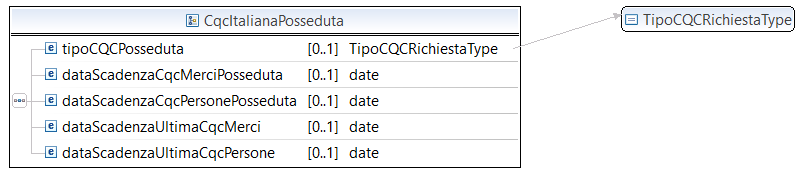 CqcItalianaPosseduta
TipoCQCRichiestaType
e tipoCQCPosseduta [0..1] TipoCQCRichiestaType
e dataScadenzaCqcMerciPosseduta [0..1] date
e dataScadenzaCqcPersonePosseduta [0..1] date
e dataScadenzaUltimaCqcMerci [0..1] date
e dataScadenzaUltimaCqcPersone [0..1] date